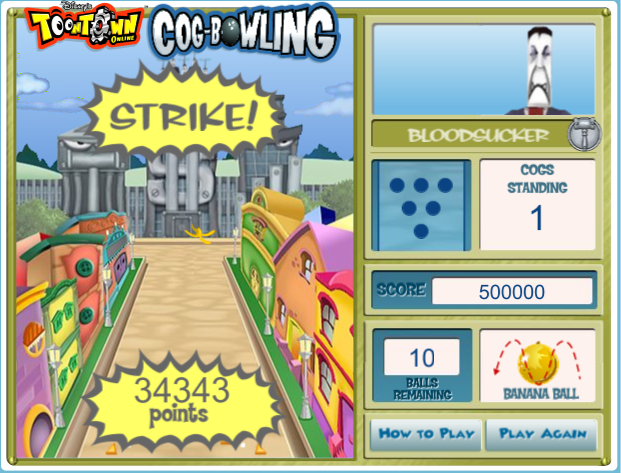 Disney's
TOONTOWN
ONLINE
COG-BOWLING
STRIKE!
BLOODSUCKER
COGS
STANDING
1
SCORE 500000
10
BALLS
REMAINING
BANANA BALL
34343
points
HOW TO PLAY
PLAY AGAIN